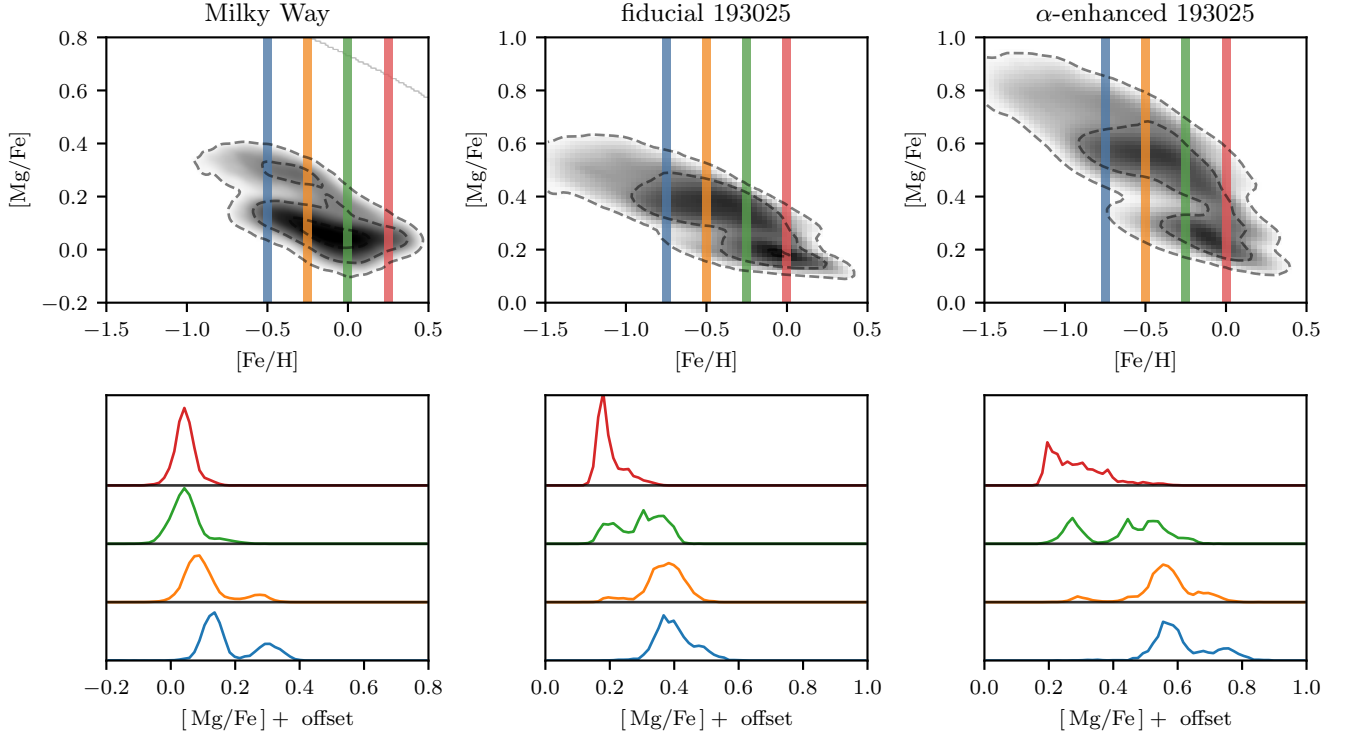 Milky Way
fiducial 193025
α-enhanced 193025
[Mg/Fe]
0.8
0.6
0.4
0.2
0.0
−0.2
−1.5 −1.0 −0.5 0.0 0.5
[Fe/H]
[Mg/Fe]
1.0
0.8
0.6
0.4
0.2
0.0
−1.5 −1.0 −0.5 0.0 0.5
[Fe/H]
[Mg/Fe]
1.0
0.8
0.6
0.4
0.2
0.0
−1.5 −1.0 −0.5 0.0 0.5
[Fe/H]
−0.2 0.0 0.2 0.4 0.6 0.8
[Mg/Fe] + offset
0.0 0.2 0.4 0.6 0.8 1.0
[Mg/Fe] + offset
0.0 0.2 0.4 0.6 0.8 1.0
[Mg/Fe] + offset